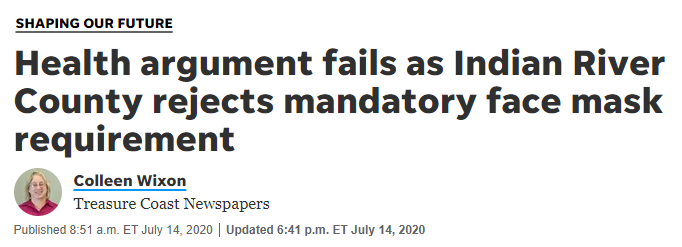 SHAPING OUR FUTURE
Health argument fails as Indian River
County rejects mandatory face mask
requirement
Colleen Wixon
Treasure Coast Newspapers
Published 8:51 a.m. ET July 14, 2020 | Updated 6:41 p.m. ET July 14, 2020